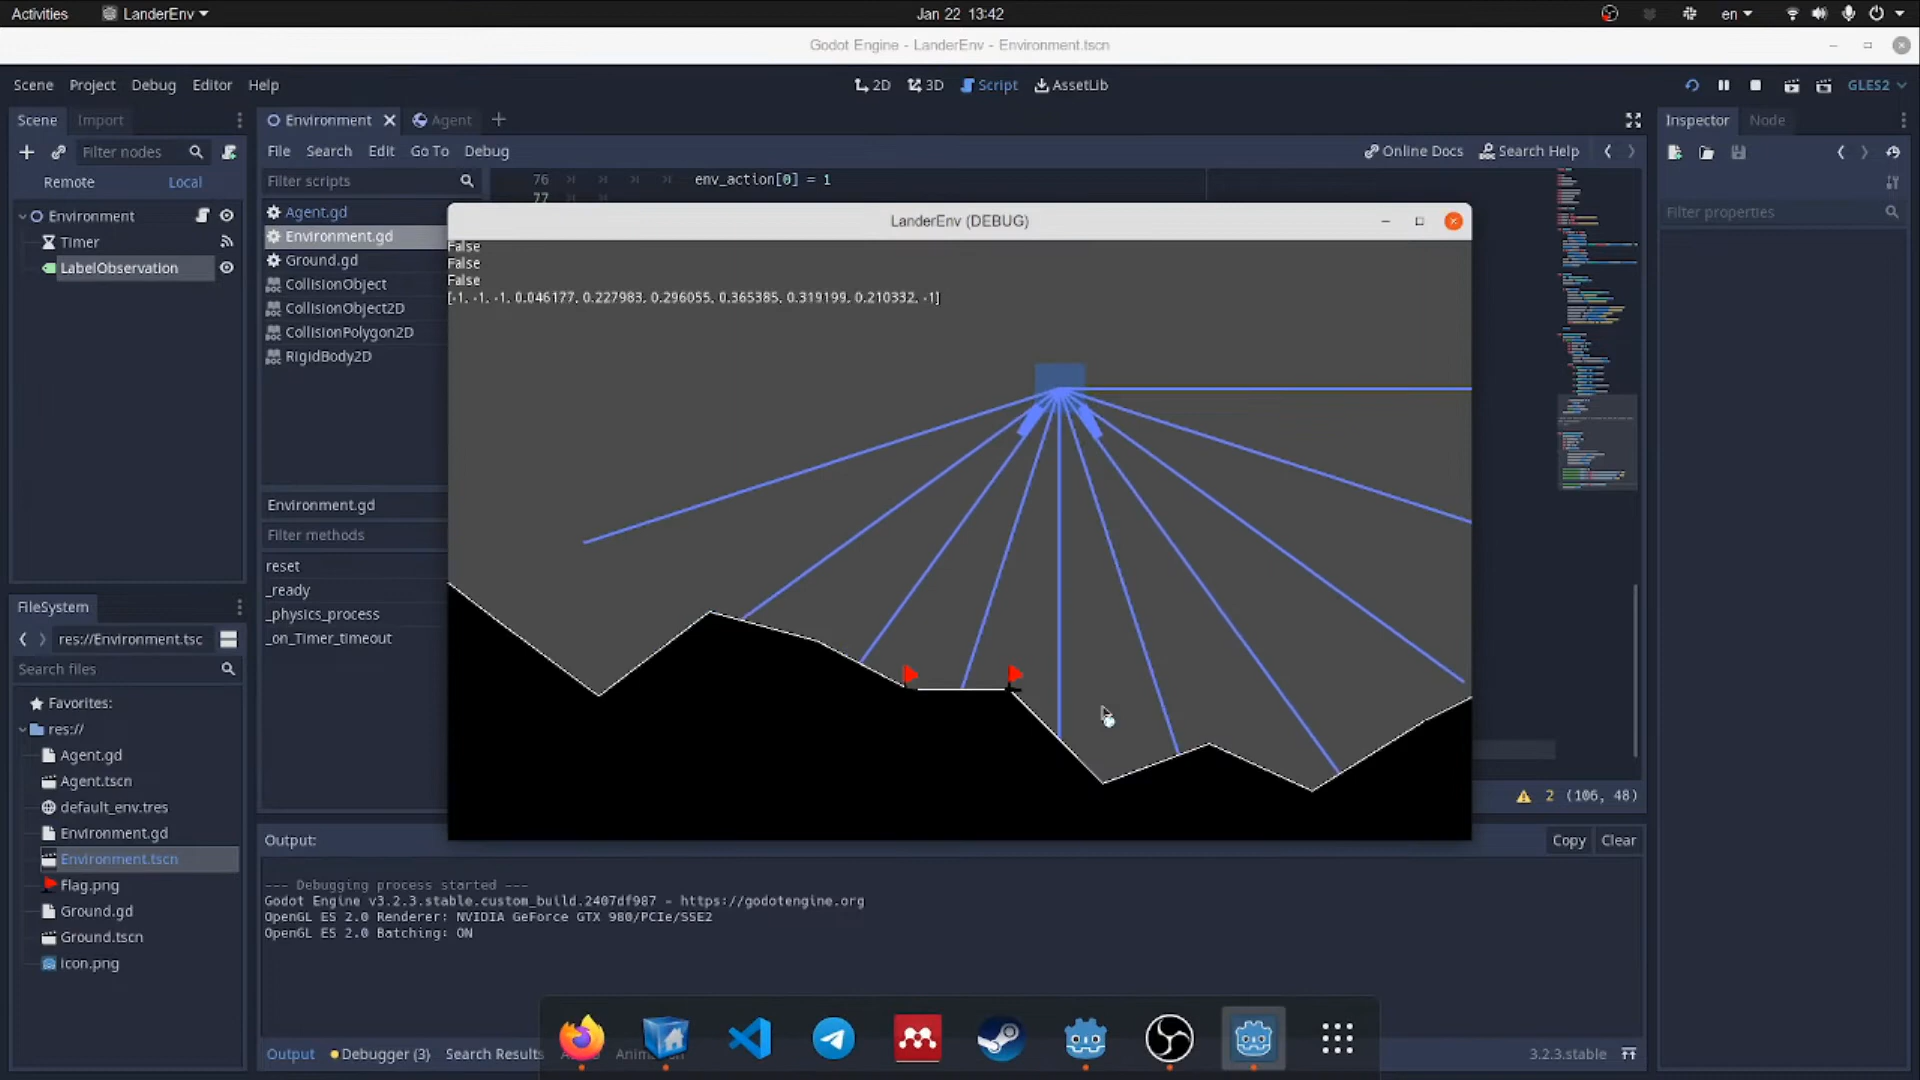 Activities
LanderEnv
Jan 22 13:42
en
Godot Engine - LanderEnv - Environment.tscn
Scene Project Debug Editor Help
2D 3D Script AssetLib
GLES2
Scene Import
Environment Agent
Inspector Node
Filter nodes
File Search Edit Go To Debug
Online Docs Search Help
Remote Local
Filter scripts
76 env_action[0] = 1
77
Filter properties
Environment
Timer
LabelObservation
Agent.gd
Environment.gd
Ground.gd
CollisionObject
CollisionObject2D
CollisionPolygon2D
RigidBody2D
LanderEnv (DEBUG)
False
False
False
[-1, -1, -1, 0.046177, 0.227983, 0.296055, 0.365385, 0.319199, 0.210332, -1]
Environment.gd
Filter methods
reset
_ready
_physics_process
_on_Timer_timeout
FileSystem
res://Environment.tsc
Search files
Favorites:
res://
Agent.gd
Agent.tscn
default_env.tres
Environment.gd
Environment.tscn
Flag.png
Ground.gd
Ground.tscn
icon.png
2 (106, 48)
Output:
Copy Clear
--- Debugging process started ---
Godot Engine v3.2.3.stable.custom_build.2407df987 - https://godotengine.org
OpenGL ES 2.0 Renderer: NVIDIA GeForce GTX 980/PCIe/SSE2
OpenGL ES 2.0 Batching: ON
Output Debugger (3) Search Results
3.2.3.stable